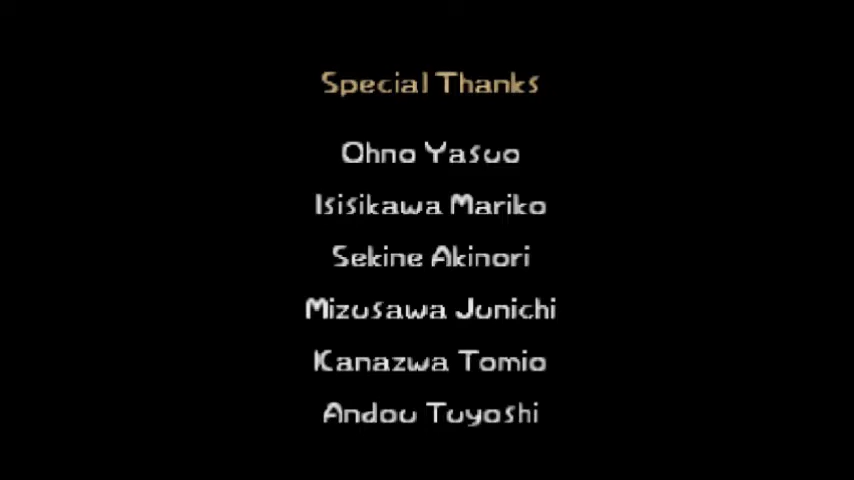 Special Thanks
Ohno Yasuo
Isisikawa Mariko
Sekine Akinori
Mizusawa Junichi
Kanazwa Tomio
Andou Tuyoshi